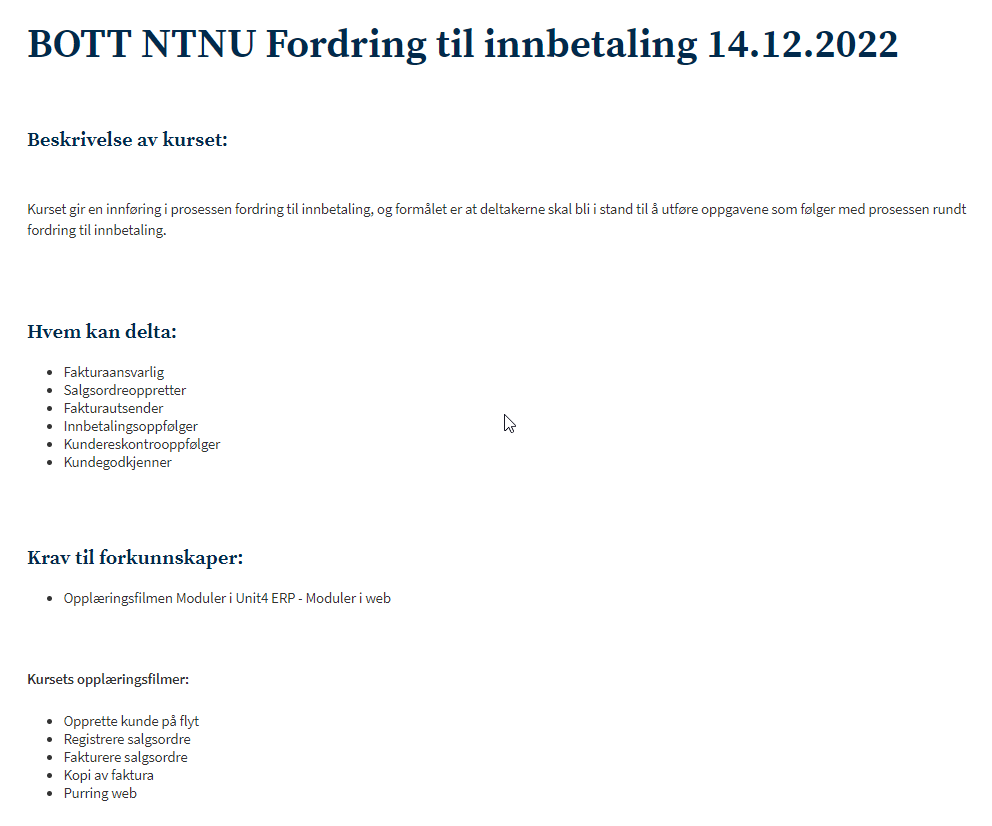 BOTT NTNU Fordring til innbetaling 14.12.2022
Beskrivelse av kurset:
Kurset gir en innføring i prosessen fordring til innbetaling, og formålet er at deltakerne skal bli i stand til å utføre oppgavene som følger med prosessen rundt
fordring til innbetaling.
Hvem kan delta:
Fakturaansvarlig
Salgsordreoppretter
Fakturautsender
Innbetalingsoppfølger
Kundereskontrooppfølger
Kundegodkjenner
Krav til forkunnskaper:
Opplæringsfilmen Moduler i Unit4 ERP - Moduler i web
Kursets opplæringsfilmer:
Opprette kunde på flyt
Registrere salgsordre
Fakturere salgsordre
Kopi av faktura
Purring web